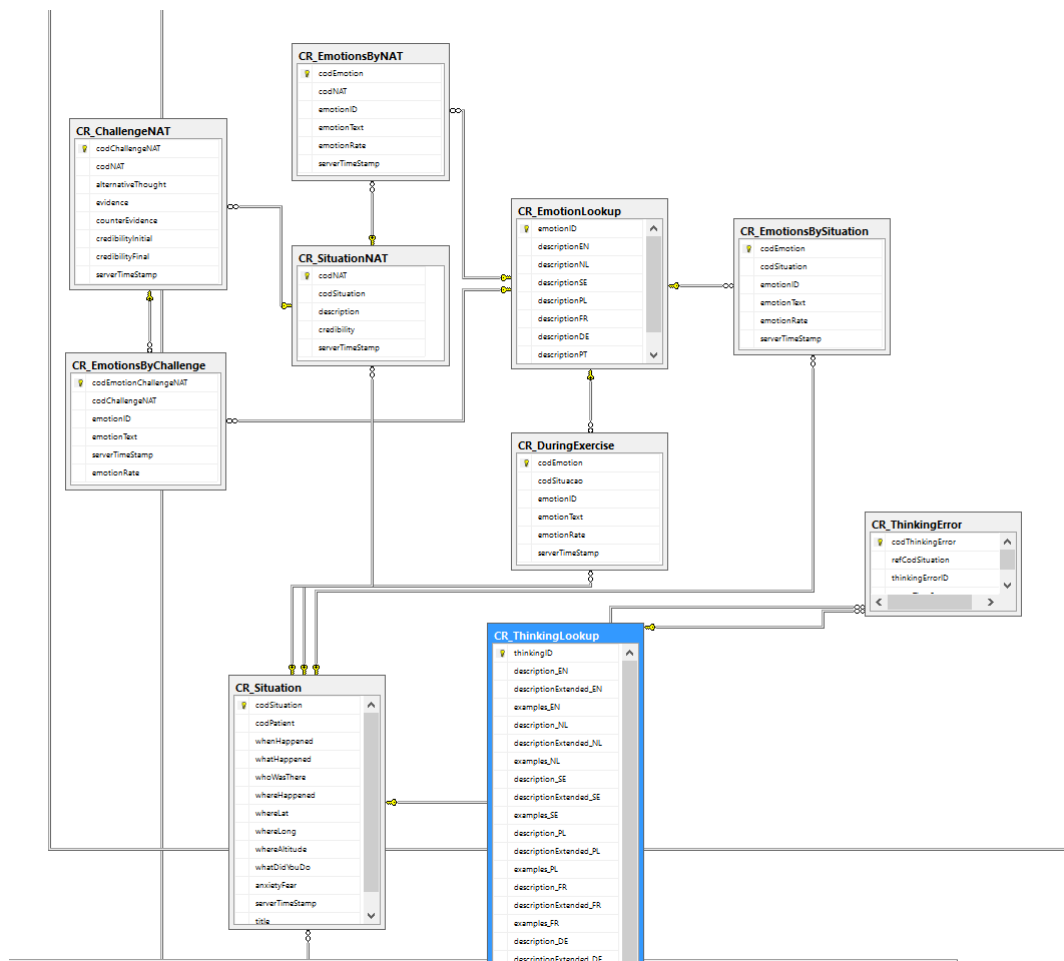 CR_EmotionsByNAT
codEmotion
codNAT
emotionID
emotionText
emotionRate
serverTimeStamp
CR_ChallengeNAT
codChallengeNAT
codNAT
alternativeThought
evidence
counterEvidence
credibilityInitial
credibilityFinal
serverTimeStamp
CR_SituationNAT
codNAT
codSituation
description
credibility
serverTimeStamp
CR_EmotionLookup
emotionID
descriptionEN
descriptionNL
descriptionSE
descriptionPL
descriptionFR
descriptionDE
descriptionPT
CR_EmotionsBySituation
codEmotion
codSituation
emotionID
emotionText
emotionRate
serverTimeStamp
CR_EmotionsByChallenge
codEmotionChallengeNAT
codChallengeNAT
emotionID
emotionText
serverTimeStamp
emotionRate
CR_DuringExercise
codEmotion
codSituacao
emotionID
emotionText
emotionRate
serverTimeStamp
CR_ThinkingError
codThinkingError
refCodSituation
thinkingErrorID
CR_ThinkingLookup
thinkingID
description_EN
descriptionExtended_EN
examples_EN
description_NL
descriptionExtended_NL
examples_NL
description_SE
descriptionExtended_SE
examples_SE
description_PL
descriptionExtended_PL
examples_PL
description_FR
descriptionExtended_FR
examples_FR
description_DE
descriptionExtended_DE
CR_Situation
codSituation
codPatient
whenHappened
whatHappened
whoWasThere
whereHappened
whereLat
whereLong
whereAltitude
whatDidYouDo
anxietyFear
serverTimeStamp
title